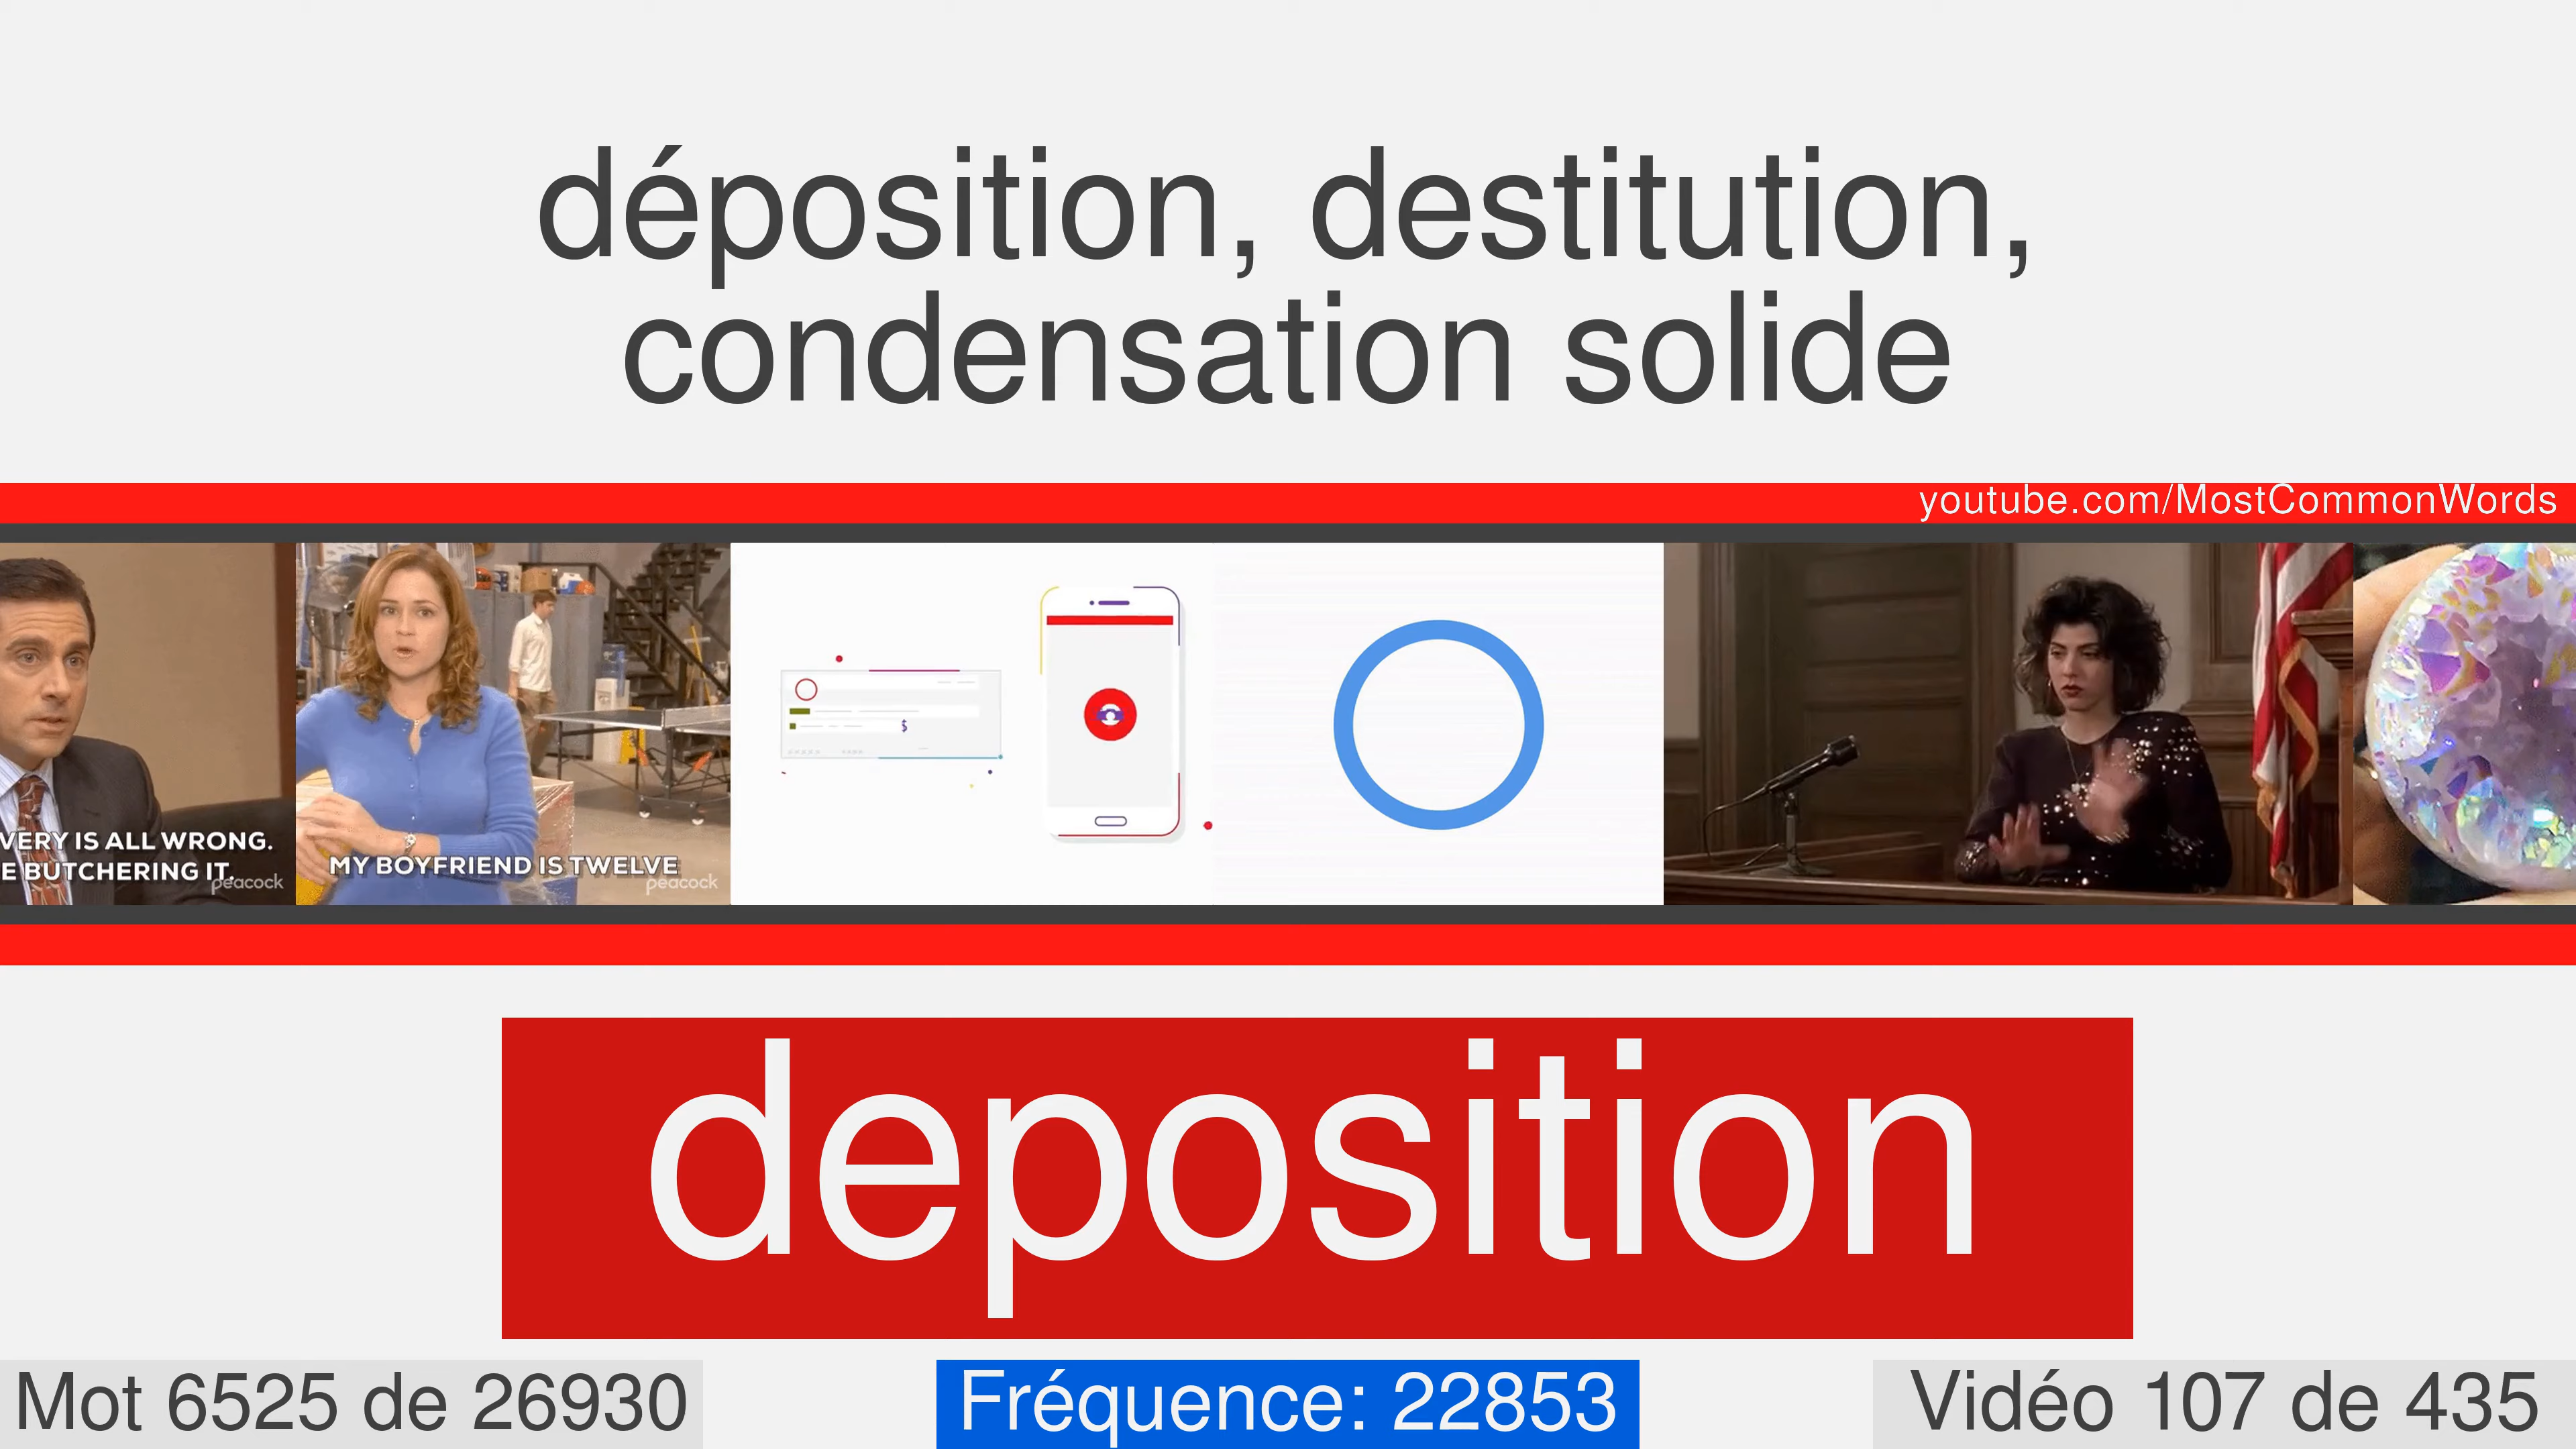 déposition, destitution,
condensation solide
youtube.com/MostCommonWords
VERY IS ALL WRONG.
E BUTCHERING IT.
peacock
MY BOYFRIEND IS TWELVE
peacock
$
deposition
Mot 6525 de 26930
Fréquence: 22853
Vidéo 107 de 435